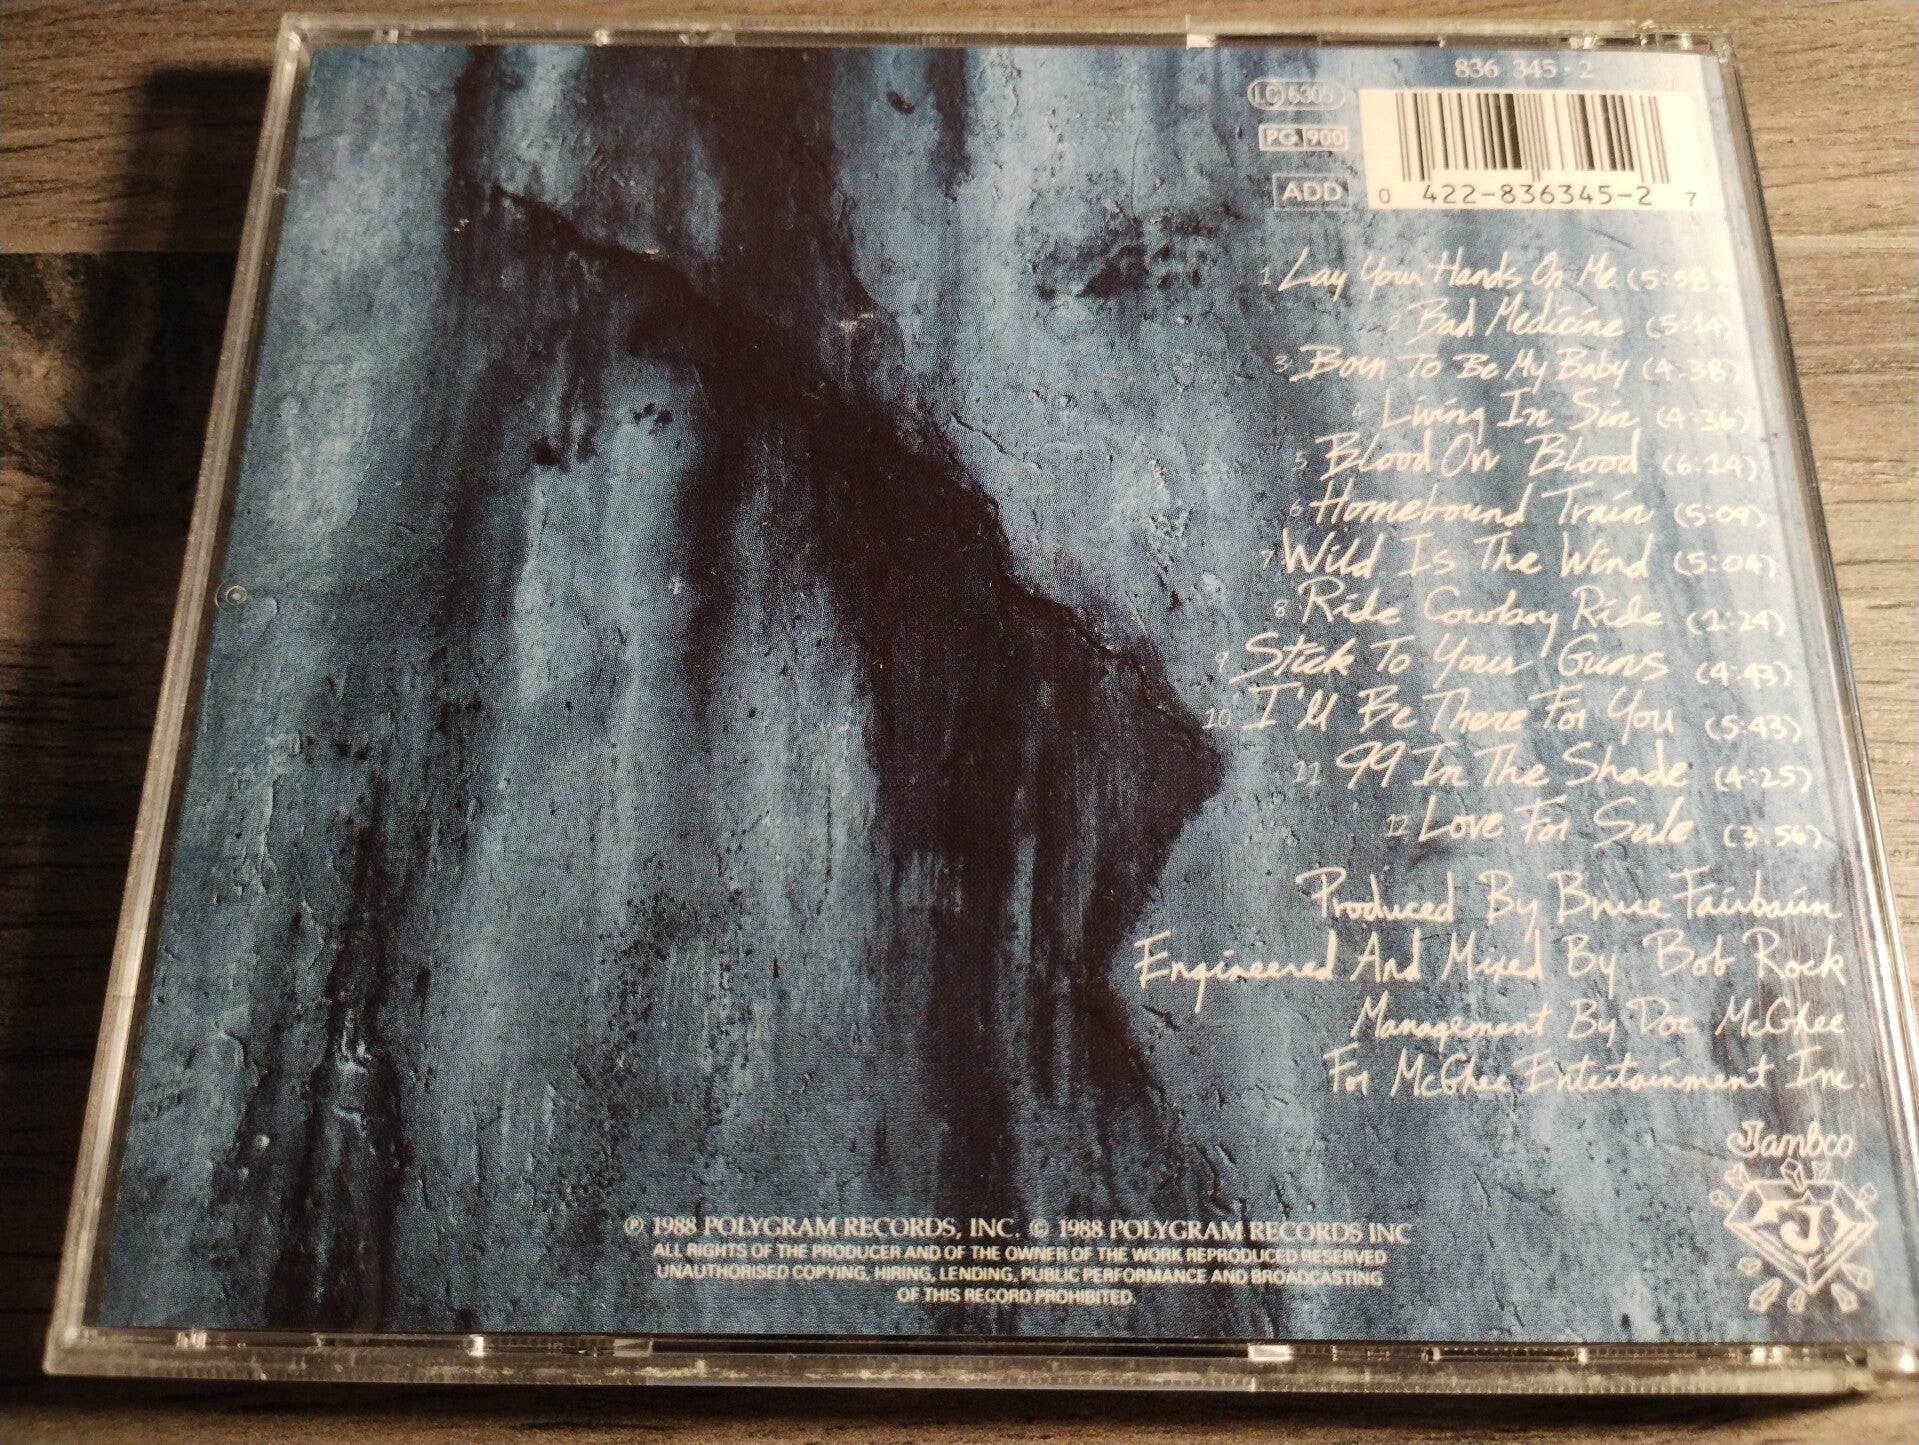 836 345 · 2
LC 6305
PG 900
ADD
0 422-836345-2 7
1 Lay Your Hands On Me (5:58)
2 Bad Medicine (5:14)
3 Born To Be My Baby (4:38)
4 Living In Sin (4:36)
5 Blood On Blood (6:14)
6 Homebound Train (5:09)
7 Wild Is The Wind (5:04)
8 Ride Cowboy Ride (1:24)
9 Stick To Your Guns (4:43)
10 I'll Be There For You (5:43)
11 99 In The Shade (4:25)
12 Love For Sale (3:56)
Produced By Bruce Fairbairn
Engineered And Mixed By Bob Rock
Management By Doc McGhee
For McGhee Entertainment Inc.
Jambco
J
℗ 1988 POLYGRAM RECORDS, INC. © 1988 POLYGRAM RECORDS INC
ALL RIGHTS OF THE PRODUCER AND OF THE OWNER OF THE WORK REPRODUCED RESERVED
UNAUTHORISED COPYING, HIRING, LENDING, PUBLIC PERFORMANCE AND BROADCASTING
OF THIS RECORD PROHIBITED.